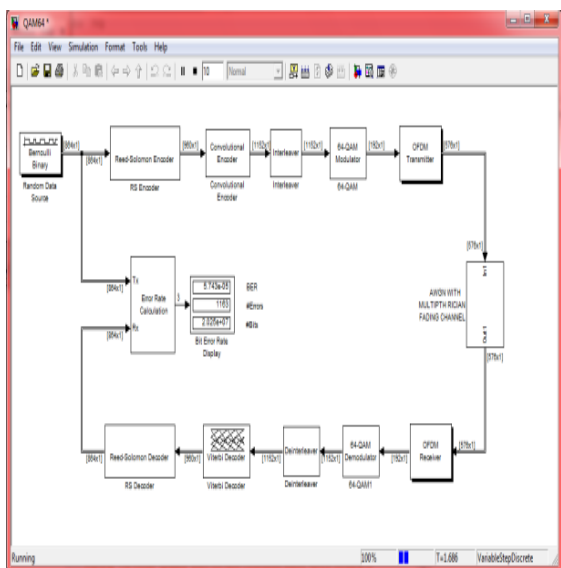 QAM64 *
File Edit View Simulation Format Tools Help
10 Normal
Bernoulli
Binary
Random Data
Source
[864x1]
[864x1]
Reed-Solomon Encoder
RS Encoder
[960x1]
Convolutional
Encoder
Convolutional
Encoder
[1152x1]
Interleaver
Interleaver
[1152x1]
64-QAM
Modulator
64-QAM
[192x1]
OFDM
Transmitter
[576x1]
[576x1]
In1
AWGN WITH
MULTIPTH RICIAN
FADING CHANNEL
Out1
[576x1]
Tx
[864x1]
Rx
[864x1]
Error Rate
Calculation
3
5.743e-05
1163
BER
#Errors
#Bits
Bit Error Rate
Display
[864x1]
Reed-Solomon Decoder
RS Decoder
[960x1]
Viterbi Decoder
Viterbi Decoder
[1152x1]
Deinterleaver
Deinterleaver
[1152x1]
64-QAM
Demodulator
64-QAM1
[192x1]
OFDM
Receiver
[576x1]
Running
100%
T=1.686
VariableStepDiscrete